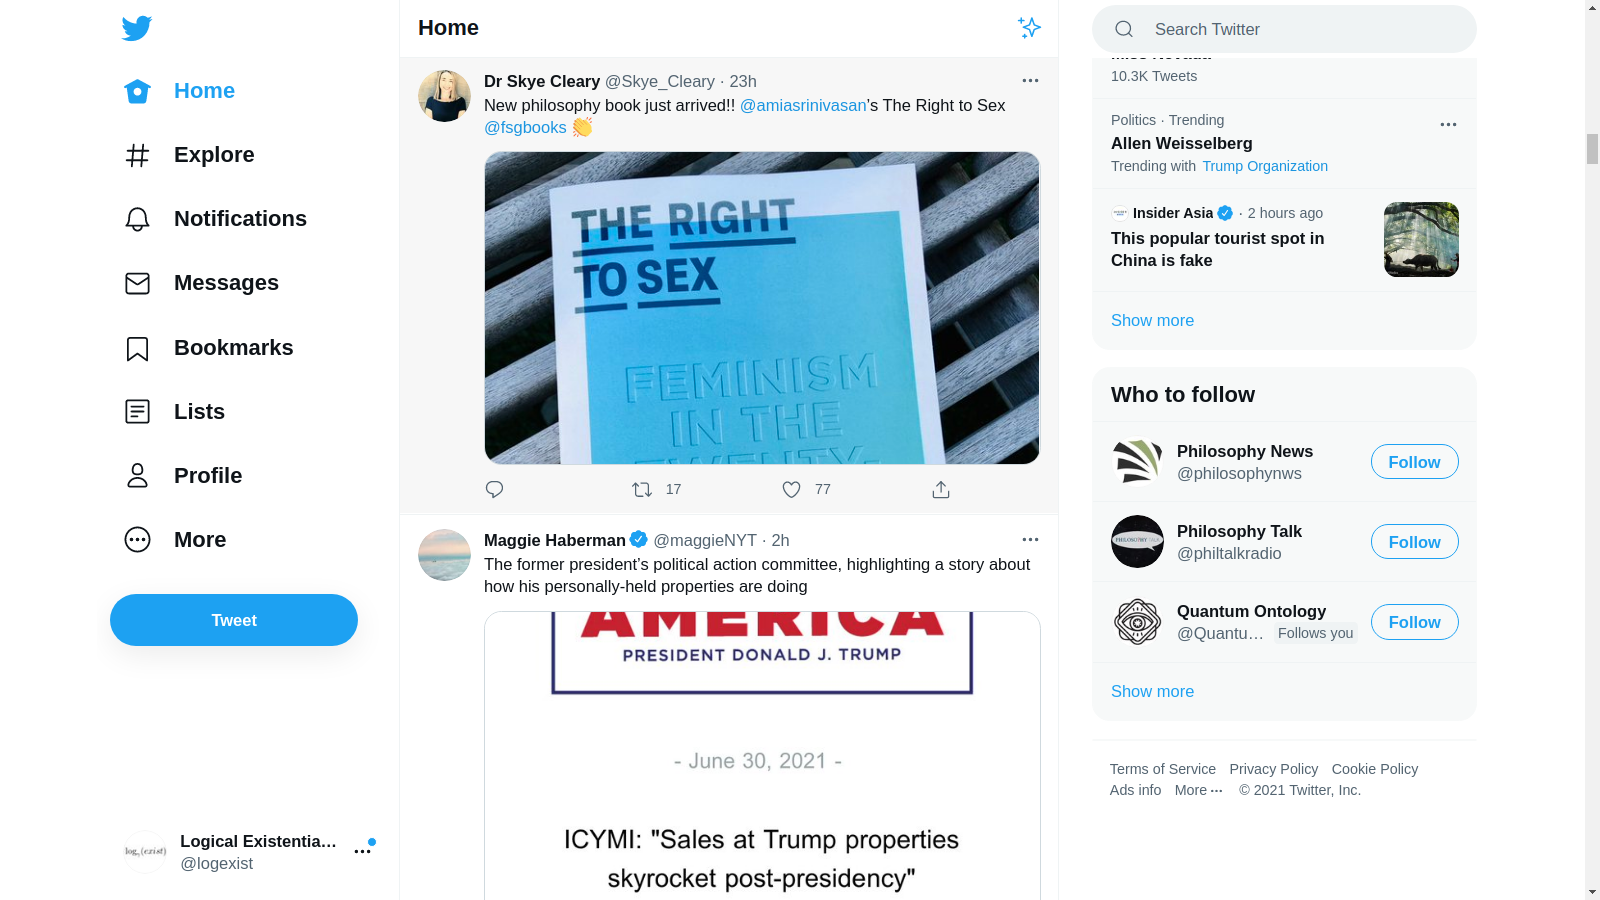 Home
Explore
Notifications
Messages
Bookmarks
Lists
Profile
More
Tweet
Logical Existentia…
@logexist
log (exist)
Home
Dr Skye Cleary @Skye_Cleary · 23h
New philosophy book just arrived!! @amiasrinivasan's The Right to Sex
@fsgbooks 👏
THE RIGHT
TO SEX
FEMINISM
IN THE
TWENTY-
17
77
Maggie Haberman @maggieNYT · 2h
The former president's political action committee, highlighting a story about
how his personally-held properties are doing
AMERICA
PRESIDENT DONALD J. TRUMP
- June 30, 2021 -
ICYMI: "Sales at Trump properties
skyrocket post-presidency"
Search Twitter
10.3K Tweets
Politics · Trending
Allen Weisselberg
Trending with Trump Organization
Insider Asia · 2 hours ago
This popular tourist spot in
China is fake
Show more
Who to follow
Philosophy News
@philosophynws
Follow
PHILOSOPHY TALK
Philosophy Talk
@philtalkradio
Follow
Quantum Ontology
@Quantu… Follows you
Follow
Show more
Terms of Service Privacy Policy Cookie Policy
Ads info More ··· © 2021 Twitter, Inc.